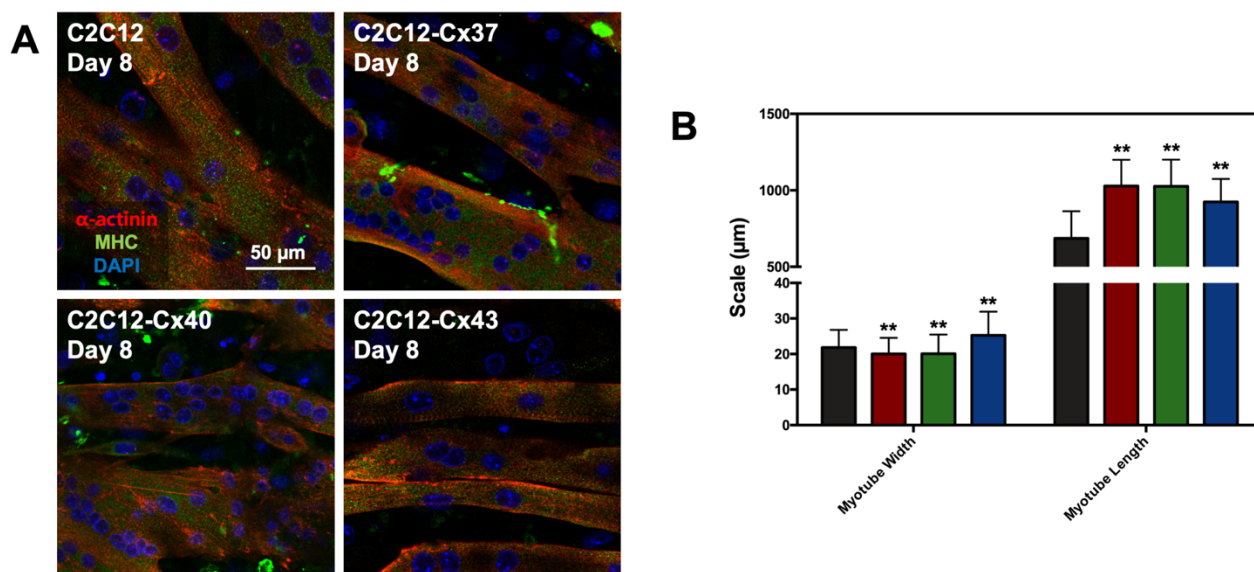 A
C2C12
Day 8
α-actinin
MHC
DAPI
50 μm
C2C12-Cx37
Day 8
C2C12-Cx40
Day 8
C2C12-Cx43
Day 8
B
Scale (μm)
1500
1000
500
40
30
20
10
0
**
**
**
**
**
**
Myotube Width
Myotube Length